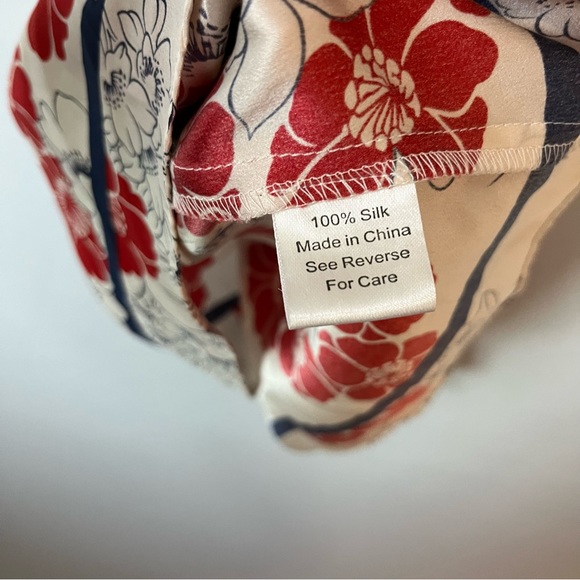 100% Silk
Made in China
See Reverse
For Care